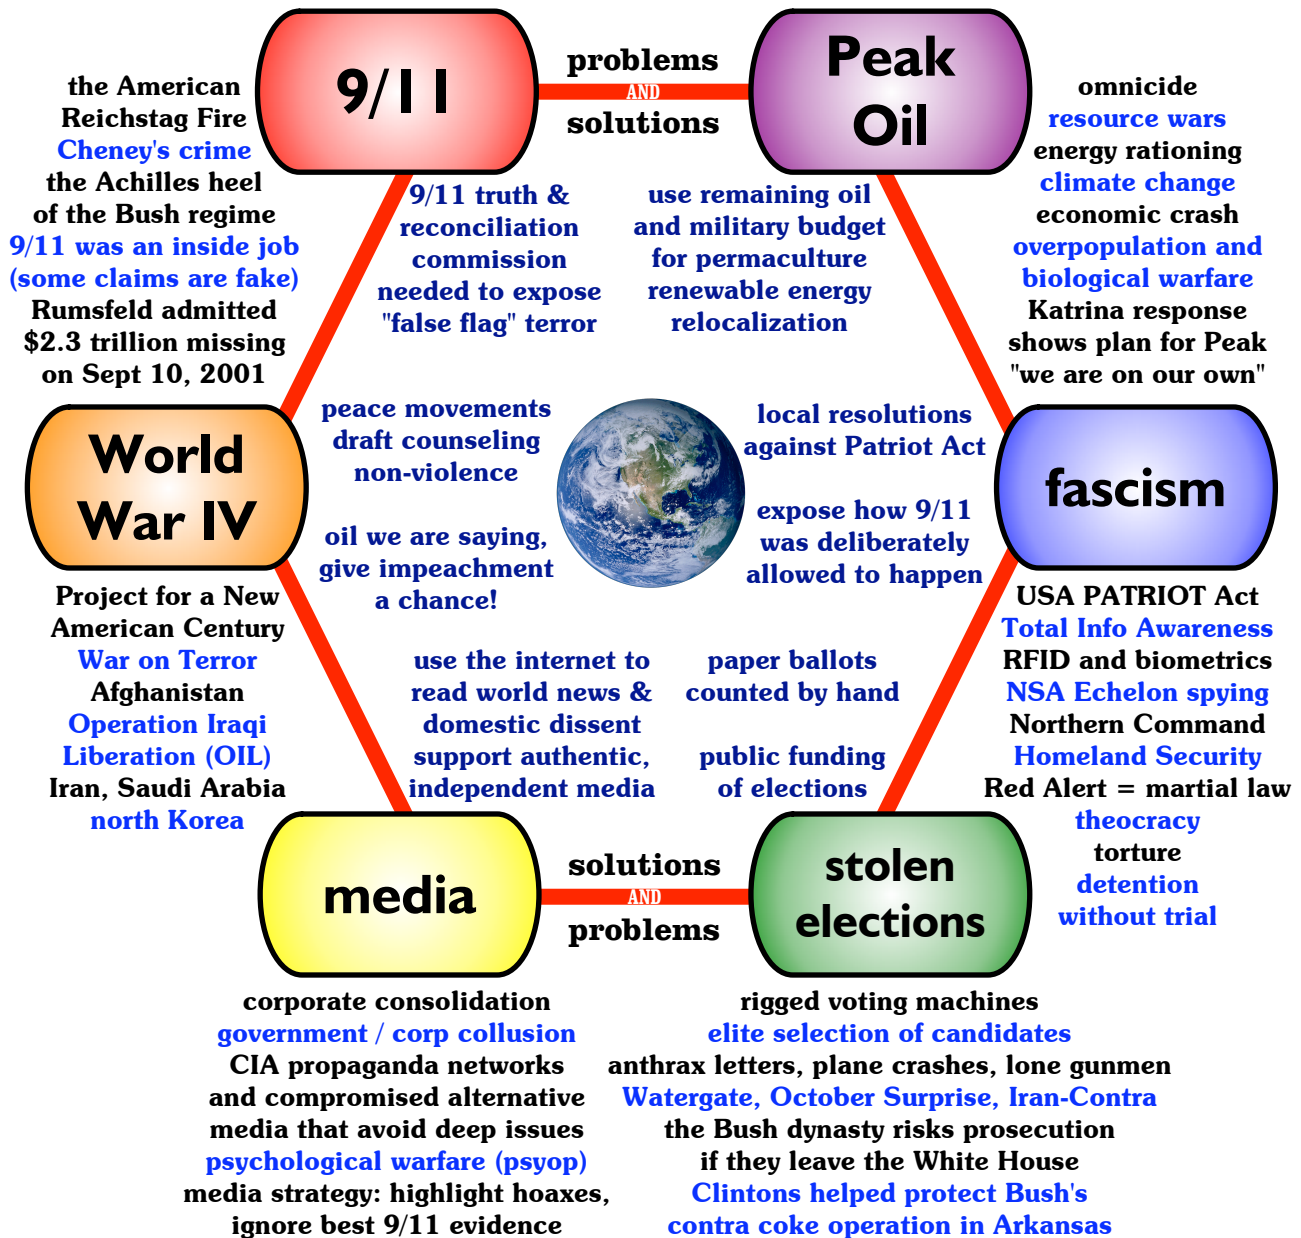 9/11
problems
AND
solutions
Peak
Oil
the American
Reichstag Fire
Cheney's crime
the Achilles heel
of the Bush regime
9/11 was an inside job
(some claims are fake)
Rumsfeld admitted
$2.3 trillion missing
on Sept 10, 2001
9/11 truth &
reconciliation
commission
needed to expose
"false flag" terror
use remaining oil
and military budget
for permaculture
renewable energy
relocalization
omnicide
resource wars
energy rationing
climate change
economic crash
overpopulation and
biological warfare
Katrina response
shows plan for Peak
"we are on our own"
World
War IV
peace movements
draft counseling
non-violence
oil we are saying,
give impeachment
a chance!
local resolutions
against Patriot Act
expose how 9/11
was deliberately
allowed to happen
fascism
Project for a New
American Century
War on Terror
Afghanistan
Operation Iraqi
Liberation (OIL)
Iran, Saudi Arabia
north Korea
use the internet to
read world news &
domestic dissent
support authentic,
independent media
paper ballots
counted by hand
public funding
of elections
USA PATRIOT Act
Total Info Awareness
RFID and biometrics
NSA Echelon spying
Northern Command
Homeland Security
Red Alert = martial law
theocracy
torture
detention
without trial
media
solutions
AND
problems
stolen
elections
corporate consolidation
government / corp collusion
CIA propaganda networks
and compromised alternative
media that avoid deep issues
psychological warfare (psyop)
media strategy: highlight hoaxes,
ignore best 9/11 evidence
rigged voting machines
elite selection of candidates
anthrax letters, plane crashes, lone gunmen
Watergate, October Surprise, Iran-Contra
the Bush dynasty risks prosecution
if they leave the White House
Clintons helped protect Bush's
contra coke operation in Arkansas